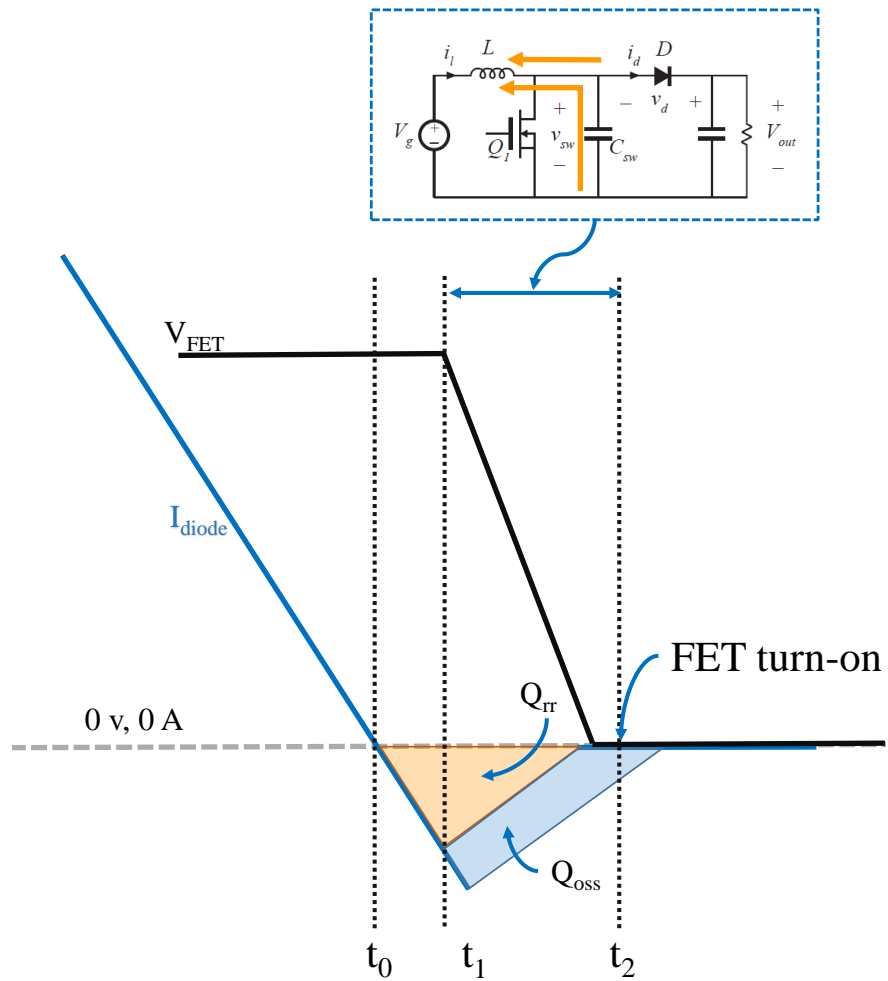 i_l L i_d D
V_g + − Q_1 + v_sw − − C_sw v_d + + V_out −
V_FET
I_diode
FET turn-on
Q_rr
0 v, 0 A
Q_oss
t_0 t_1 t_2